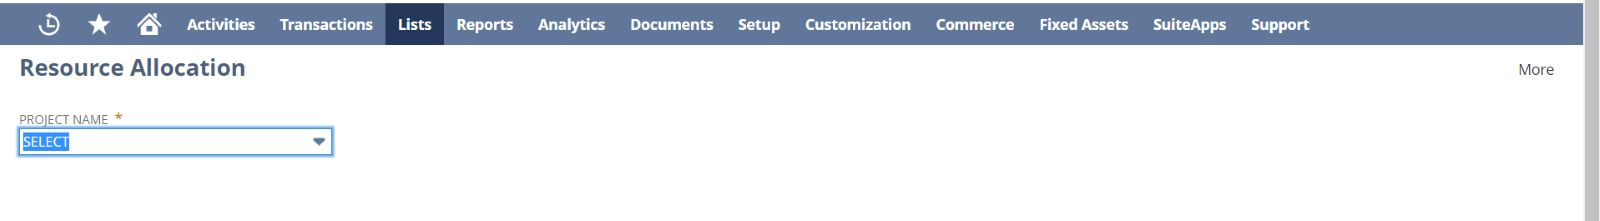 Activities Transactions Lists Reports Analytics Documents Setup Customization Commerce Fixed Assets SuiteApps Support
Resource Allocation
More
PROJECT NAME *
SELECT